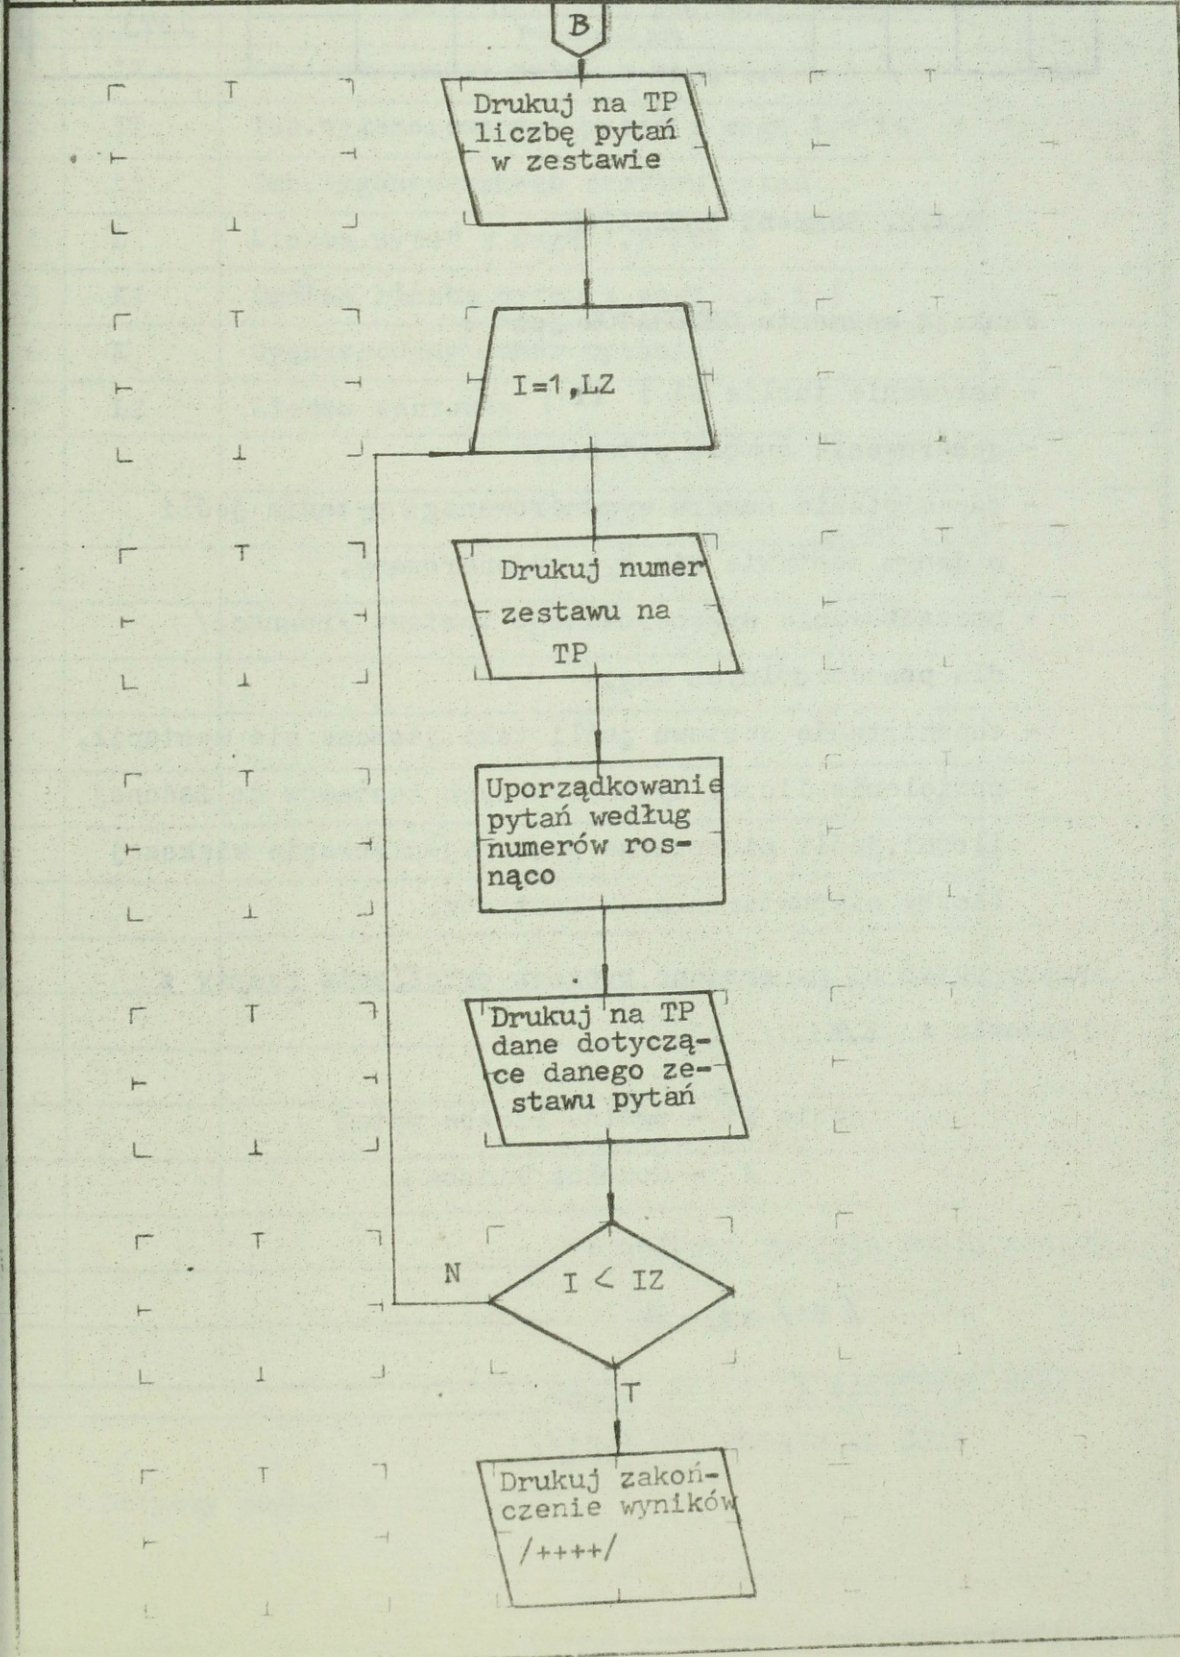 B
Drukuj na TP
liczbę pytań
w zestawie
I=1,LZ
Drukuj numer
zestawu na
TP
Uporządkowanie
pytań według
numerów ros-
nąco
Drukuj na TP
dane dotyczą-
ce danego ze-
stawu pytań
N
I < IZ
T
Drukuj zakoń-
czenie wyników
/++++/